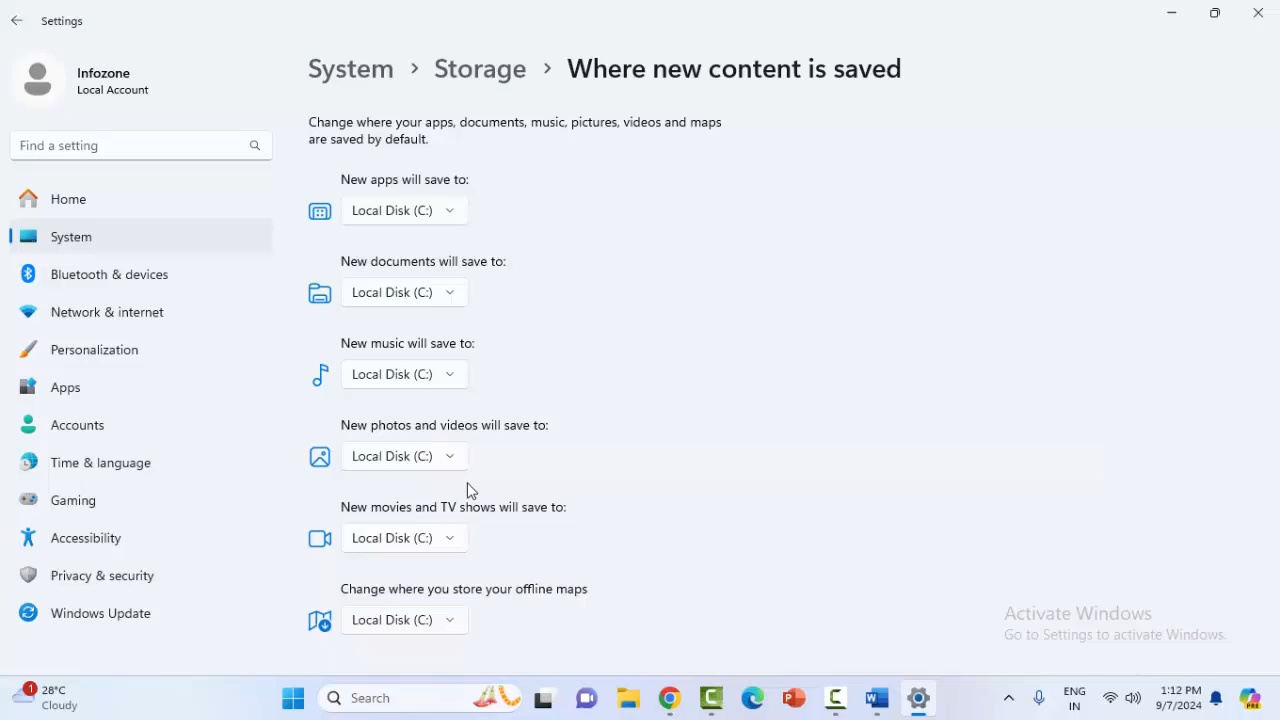 Settings
Infozone
Local Account
Find a setting
Home
System
Bluetooth & devices
Network & internet
Personalization
Apps
Accounts
Time & language
Gaming
Accessibility
Privacy & security
Windows Update
System > Storage > Where new content is saved
Change where your apps, documents, music, pictures, videos and maps
are saved by default.
New apps will save to:
Local Disk (C:)
New documents will save to:
Local Disk (C:)
New music will save to:
Local Disk (C:)
New photos and videos will save to:
Local Disk (C:)
New movies and TV shows will save to:
Local Disk (C:)
Change where you store your offline maps
Local Disk (C:)
Activate Windows
Go to Settings to activate Windows.
1
28°C
Cloudy
Search
ENG
IN
1:12 PM
9/7/2024
PRE